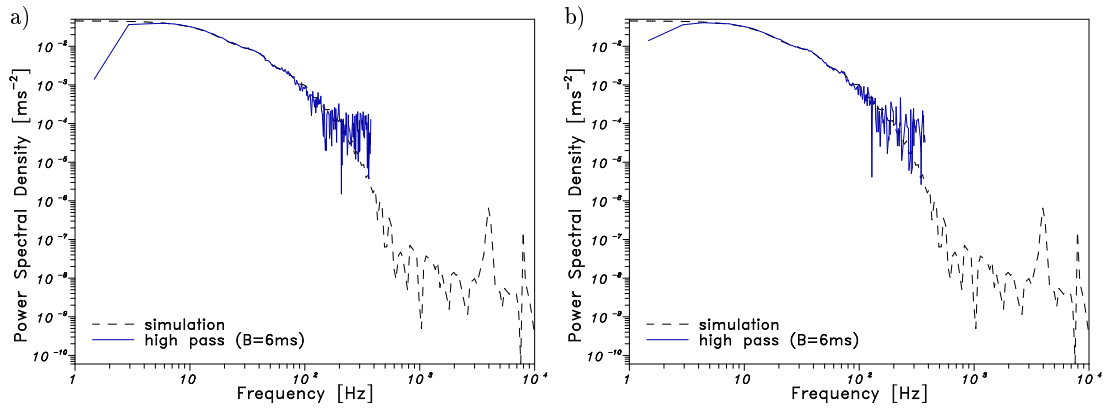 a)
Power Spectral Density [ms⁻²]
10⁻²
10⁻³
10⁻⁴
10⁻⁵
10⁻⁶
10⁻⁷
10⁻⁸
10⁻⁹
10⁻¹⁰
simulation
high pass (B=6ms)
1 10 10² 10³ 10⁴
Frequency [Hz]
b)
Power Spectral Density [ms⁻²]
10⁻²
10⁻³
10⁻⁴
10⁻⁵
10⁻⁶
10⁻⁷
10⁻⁸
10⁻⁹
10⁻¹⁰
simulation
high pass (B=6ms)
1 10 10² 10³ 10⁴
Frequency [Hz]